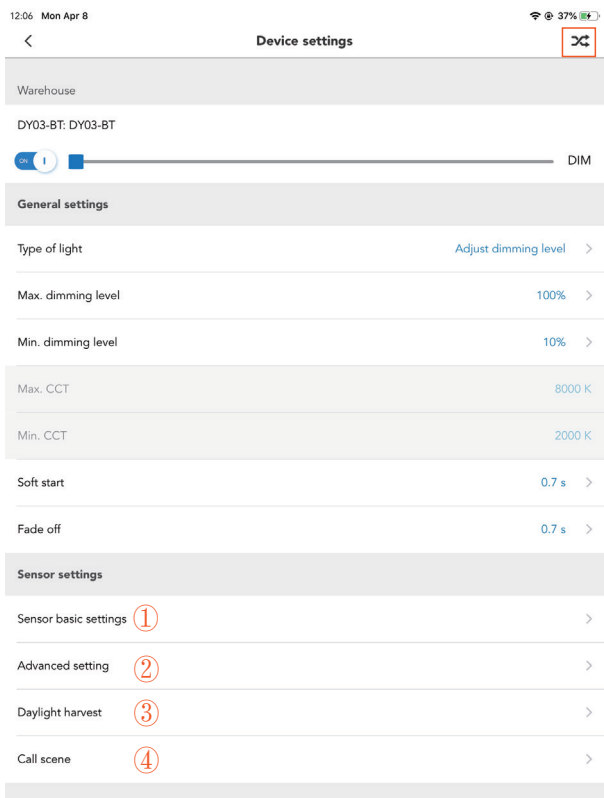 12:06 Mon Apr 8 37%
Device settings
Warehouse
DY03-BT: DY03-BT
ON I DIM
General settings
Type of light Adjust dimming level
Max. dimming level 100%
Min. dimming level 10%
Max. CCT 8000 K
Min. CCT 2000 K
Soft start 0.7 s
Fade off 0.7 s
Sensor settings
Sensor basic settings ①
Advanced setting ②
Daylight harvest ③
Call scene ④